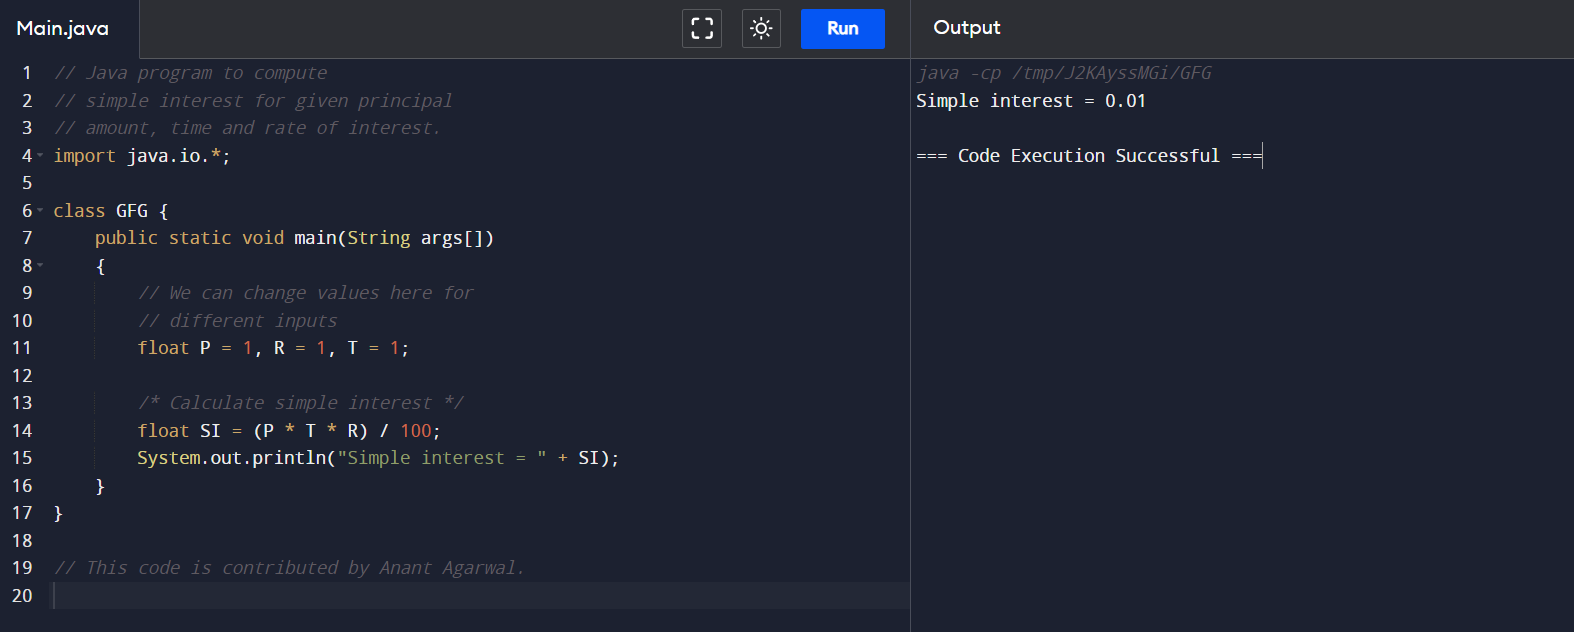 Main.java
Run
Output
1 // Java program to compute
2 // simple interest for given principal
3 // amount, time and rate of interest.
4 import java.io.*;
5
6 class GFG {
7     public static void main(String args[])
8     {
9         // We can change values here for
10         // different inputs
11         float P = 1, R = 1, T = 1;
12
13         /* Calculate simple interest */
14         float SI = (P * T * R) / 100;
15         System.out.println("Simple interest = " + SI);
16     }
17 }
18
19 // This code is contributed by Anant Agarwal.
20
java -cp /tmp/J2KAyssMGi/GFG
Simple interest = 0.01
=== Code Execution Successful ===